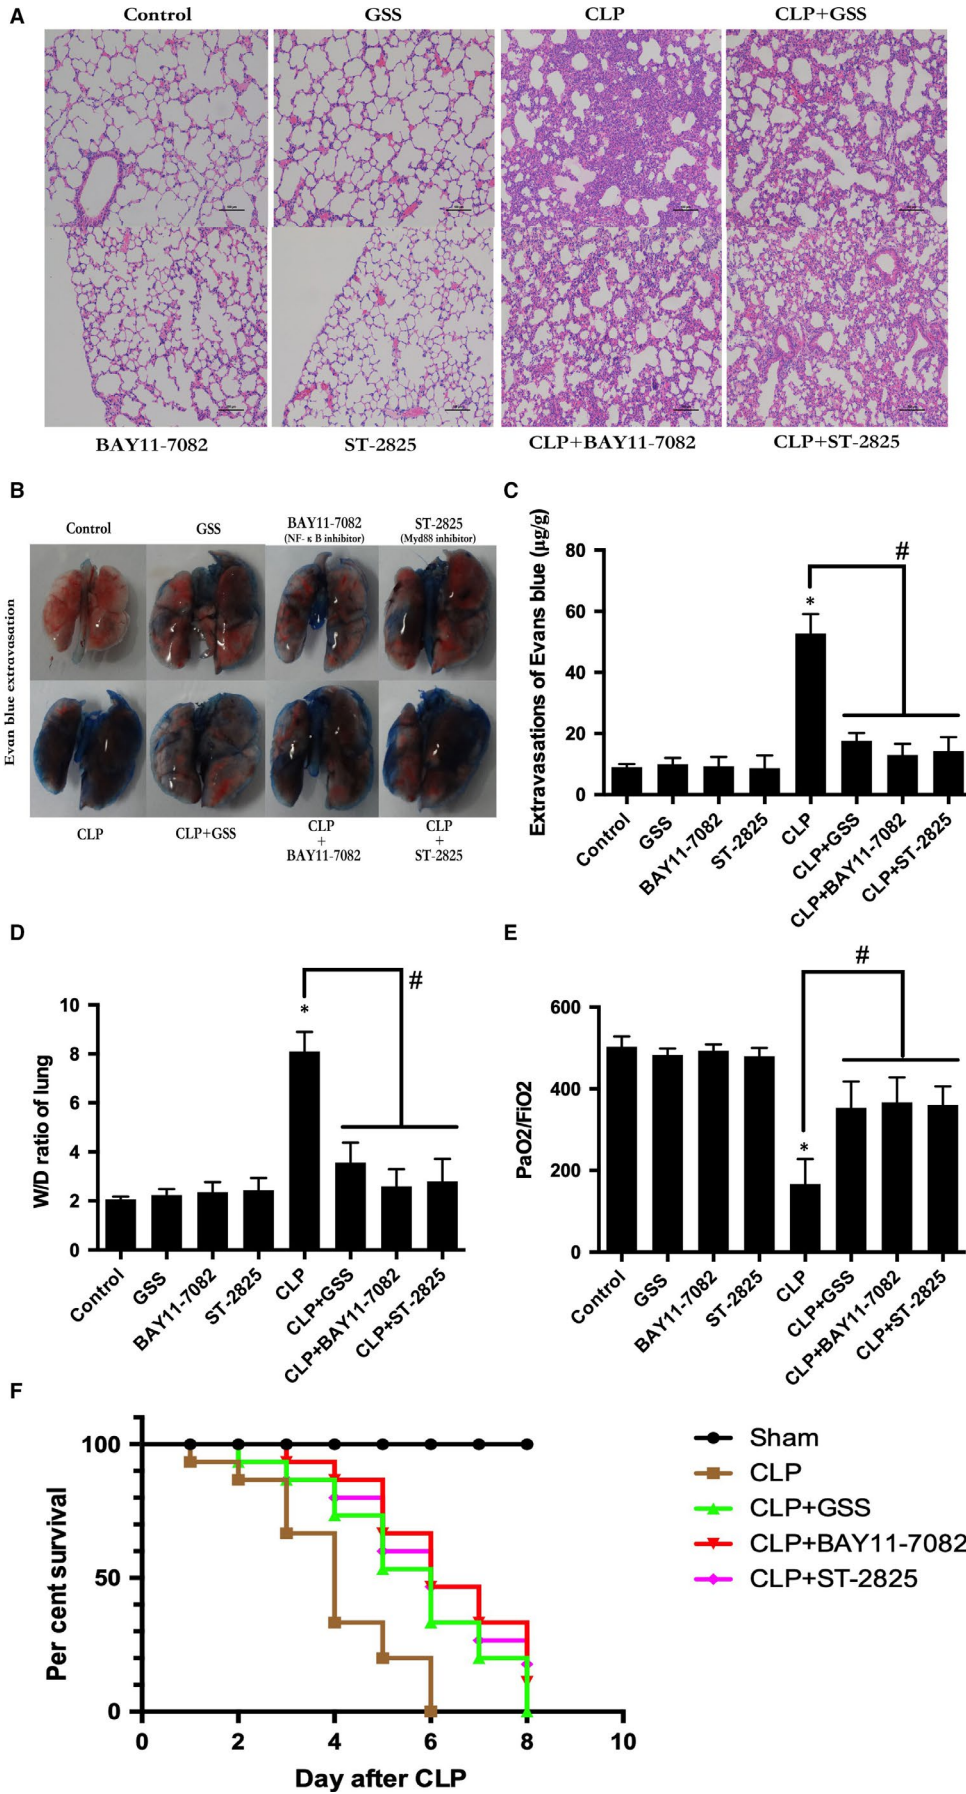 A
Control GSS CLP CLP+GSS
BAY11-7082 ST-2825 CLP+BAY11-7082 CLP+ST-2825
B
Control GSS BAY11-7082 ST-2825
(NF- κ B inhibitor) (Myd88 inhibitor)
Evan blue extravasation
CLP CLP+GSS CLP CLP
+ +
BAY11-7082 ST-2825
C
Extravasations of Evans blue (μg/g)
80
60
40
20
0
*
#
Control GSS BAY11-7082 ST-2825 CLP CLP+GSS CLP+BAY11-7082 CLP+ST-2825
D
W/D ratio of lung
10
8
6
4
2
0
*
#
Control GSS BAY11-7082 ST-2825 CLP CLP+GSS CLP+BAY11-7082 CLP+ST-2825
E
PaO2/FiO2
600
400
200
0
*
#
Control GSS BAY11-7082 ST-2825 CLP CLP+GSS CLP+BAY11-7082 CLP+ST-2825
F
Per cent survival
100
50
0
0 2 4 6 8 10
Day after CLP
Sham
CLP
CLP+GSS
CLP+BAY11-7082
CLP+ST-2825